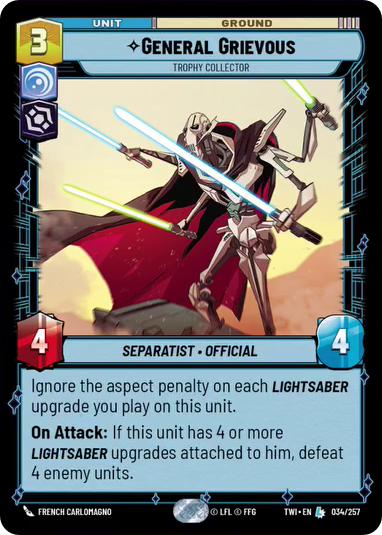 UNIT
GROUND
3
GENERAL GRIEVOUS
TROPHY COLLECTOR
4
SEPARATIST • OFFICIAL
4
Ignore the aspect penalty on each LIGHTSABER
upgrade you play on this unit.
On Attack: If this unit has 4 or more
LIGHTSABER upgrades attached to him, defeat
4 enemy units.
FRENCH CARLOMAGNO
© LFL © FFG
TWI • EN
034/257